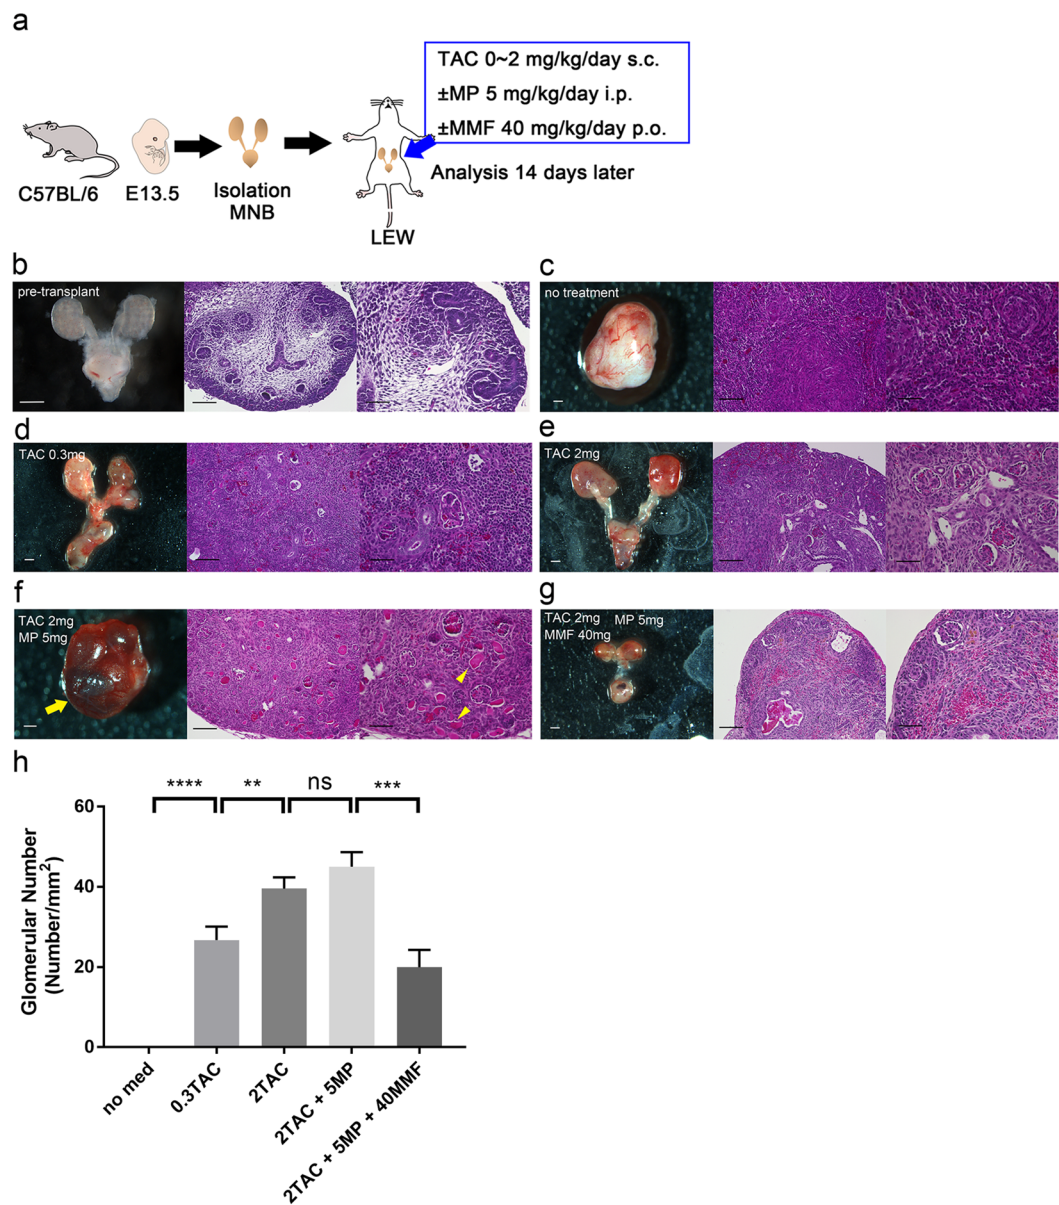 a
TAC 0~2 mg/kg/day s.c.
±MP 5 mg/kg/day i.p.
±MMF 40 mg/kg/day p.o.
C57BL/6
E13.5
Isolation
MNB
Analysis 14 days later
LEW
b
pre-transplant
c
no treatment
d
TAC 0.3mg
e
TAC 2mg
f
TAC 2mg
MP 5mg
g
TAC 2mg MP 5mg
MMF 40mg
h
**** ** ns ***
Glomerular Number
(Number/mm2)
60
40
20
0
no med
0.3TAC
2TAC
2TAC + 5MP
2TAC + 5MP + 40MMF